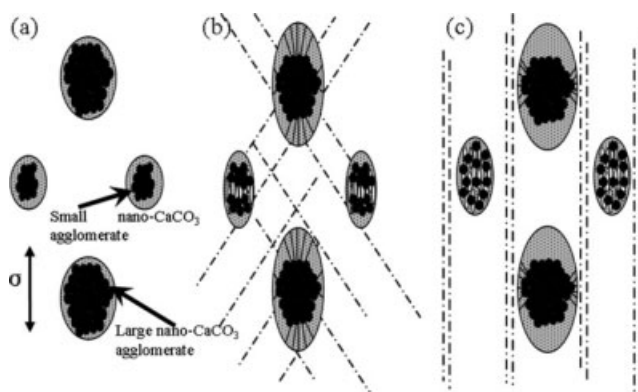 (a)
(b)
(c)
Small nano-CaCO₃
agglomerate
σ
Large nano-CaCO₃
agglomerate